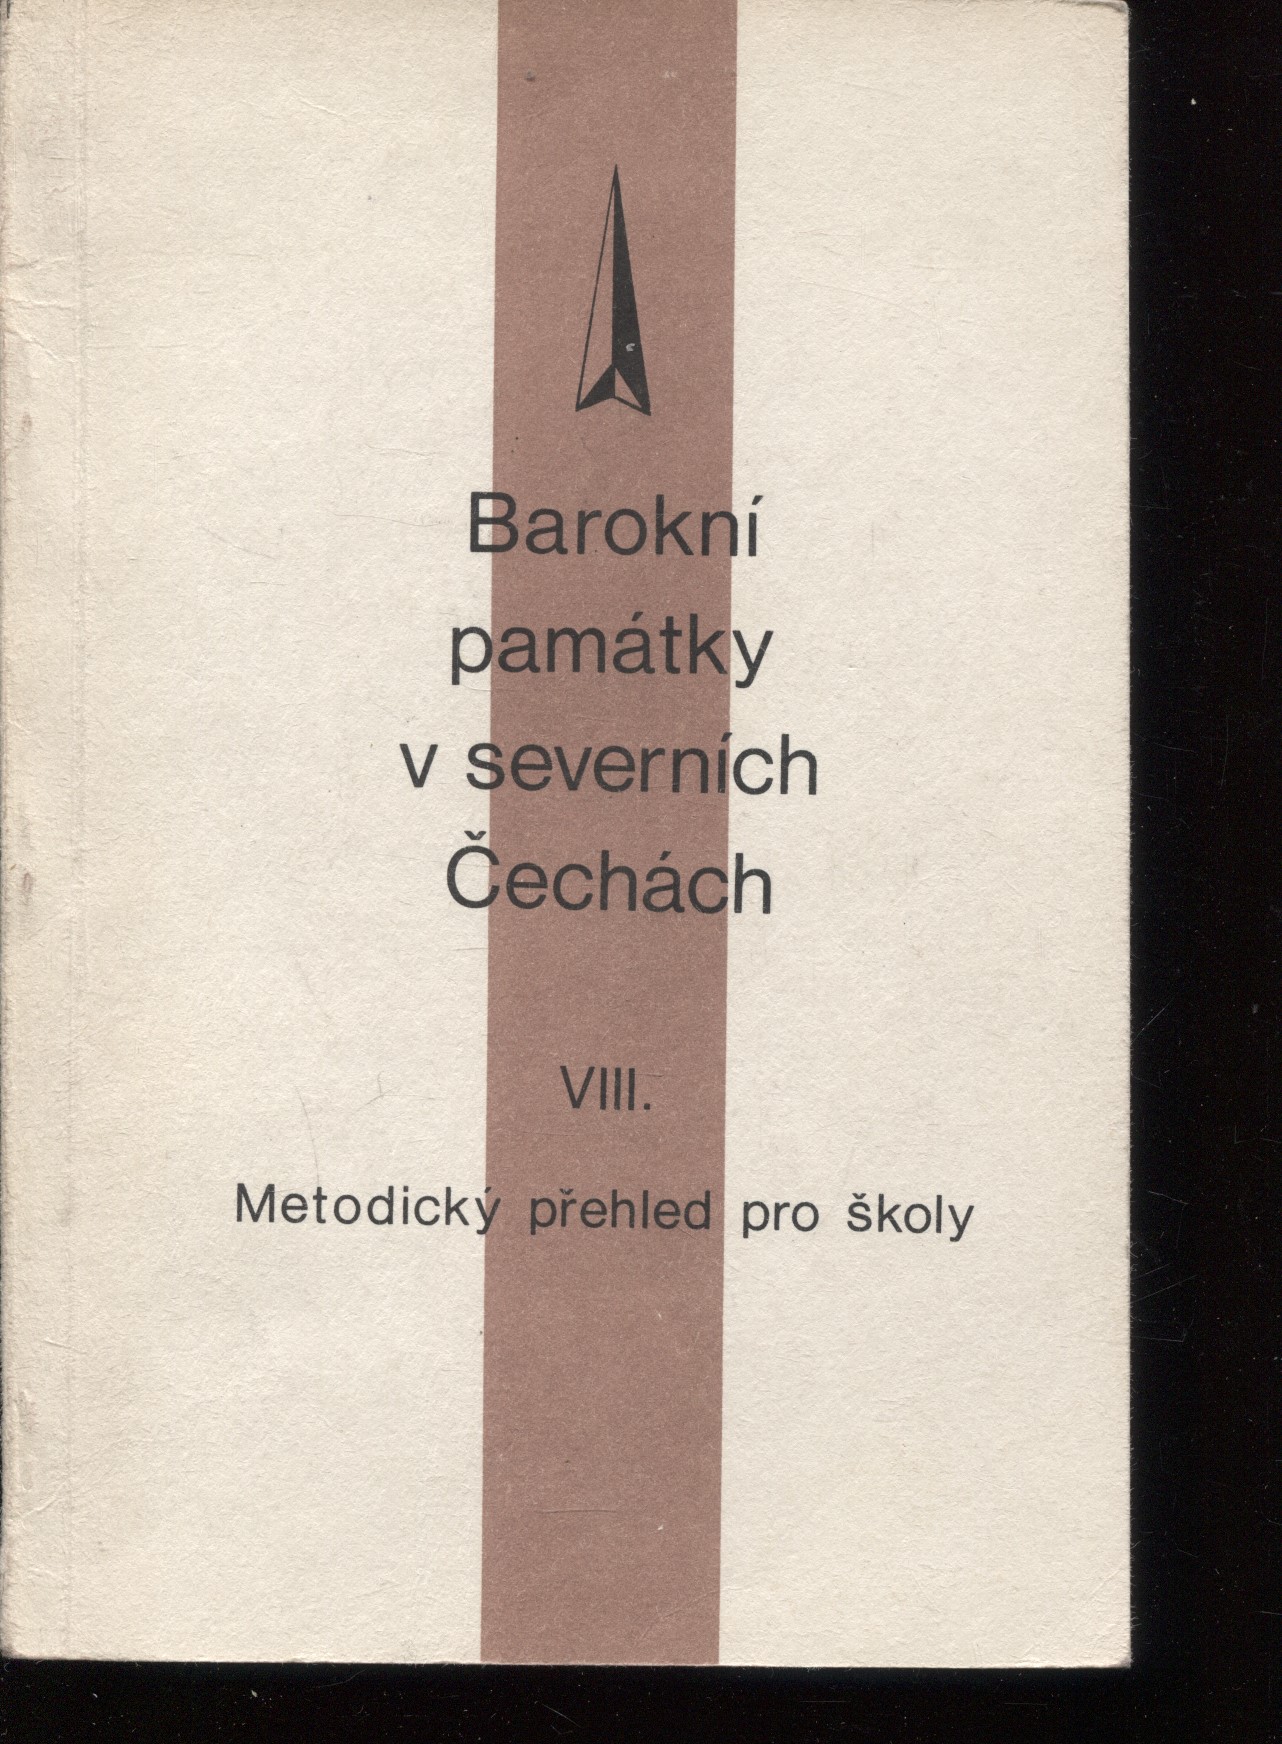 Barokní
památky
v severních
Čechách
VIII.
Metodický přehled pro školy